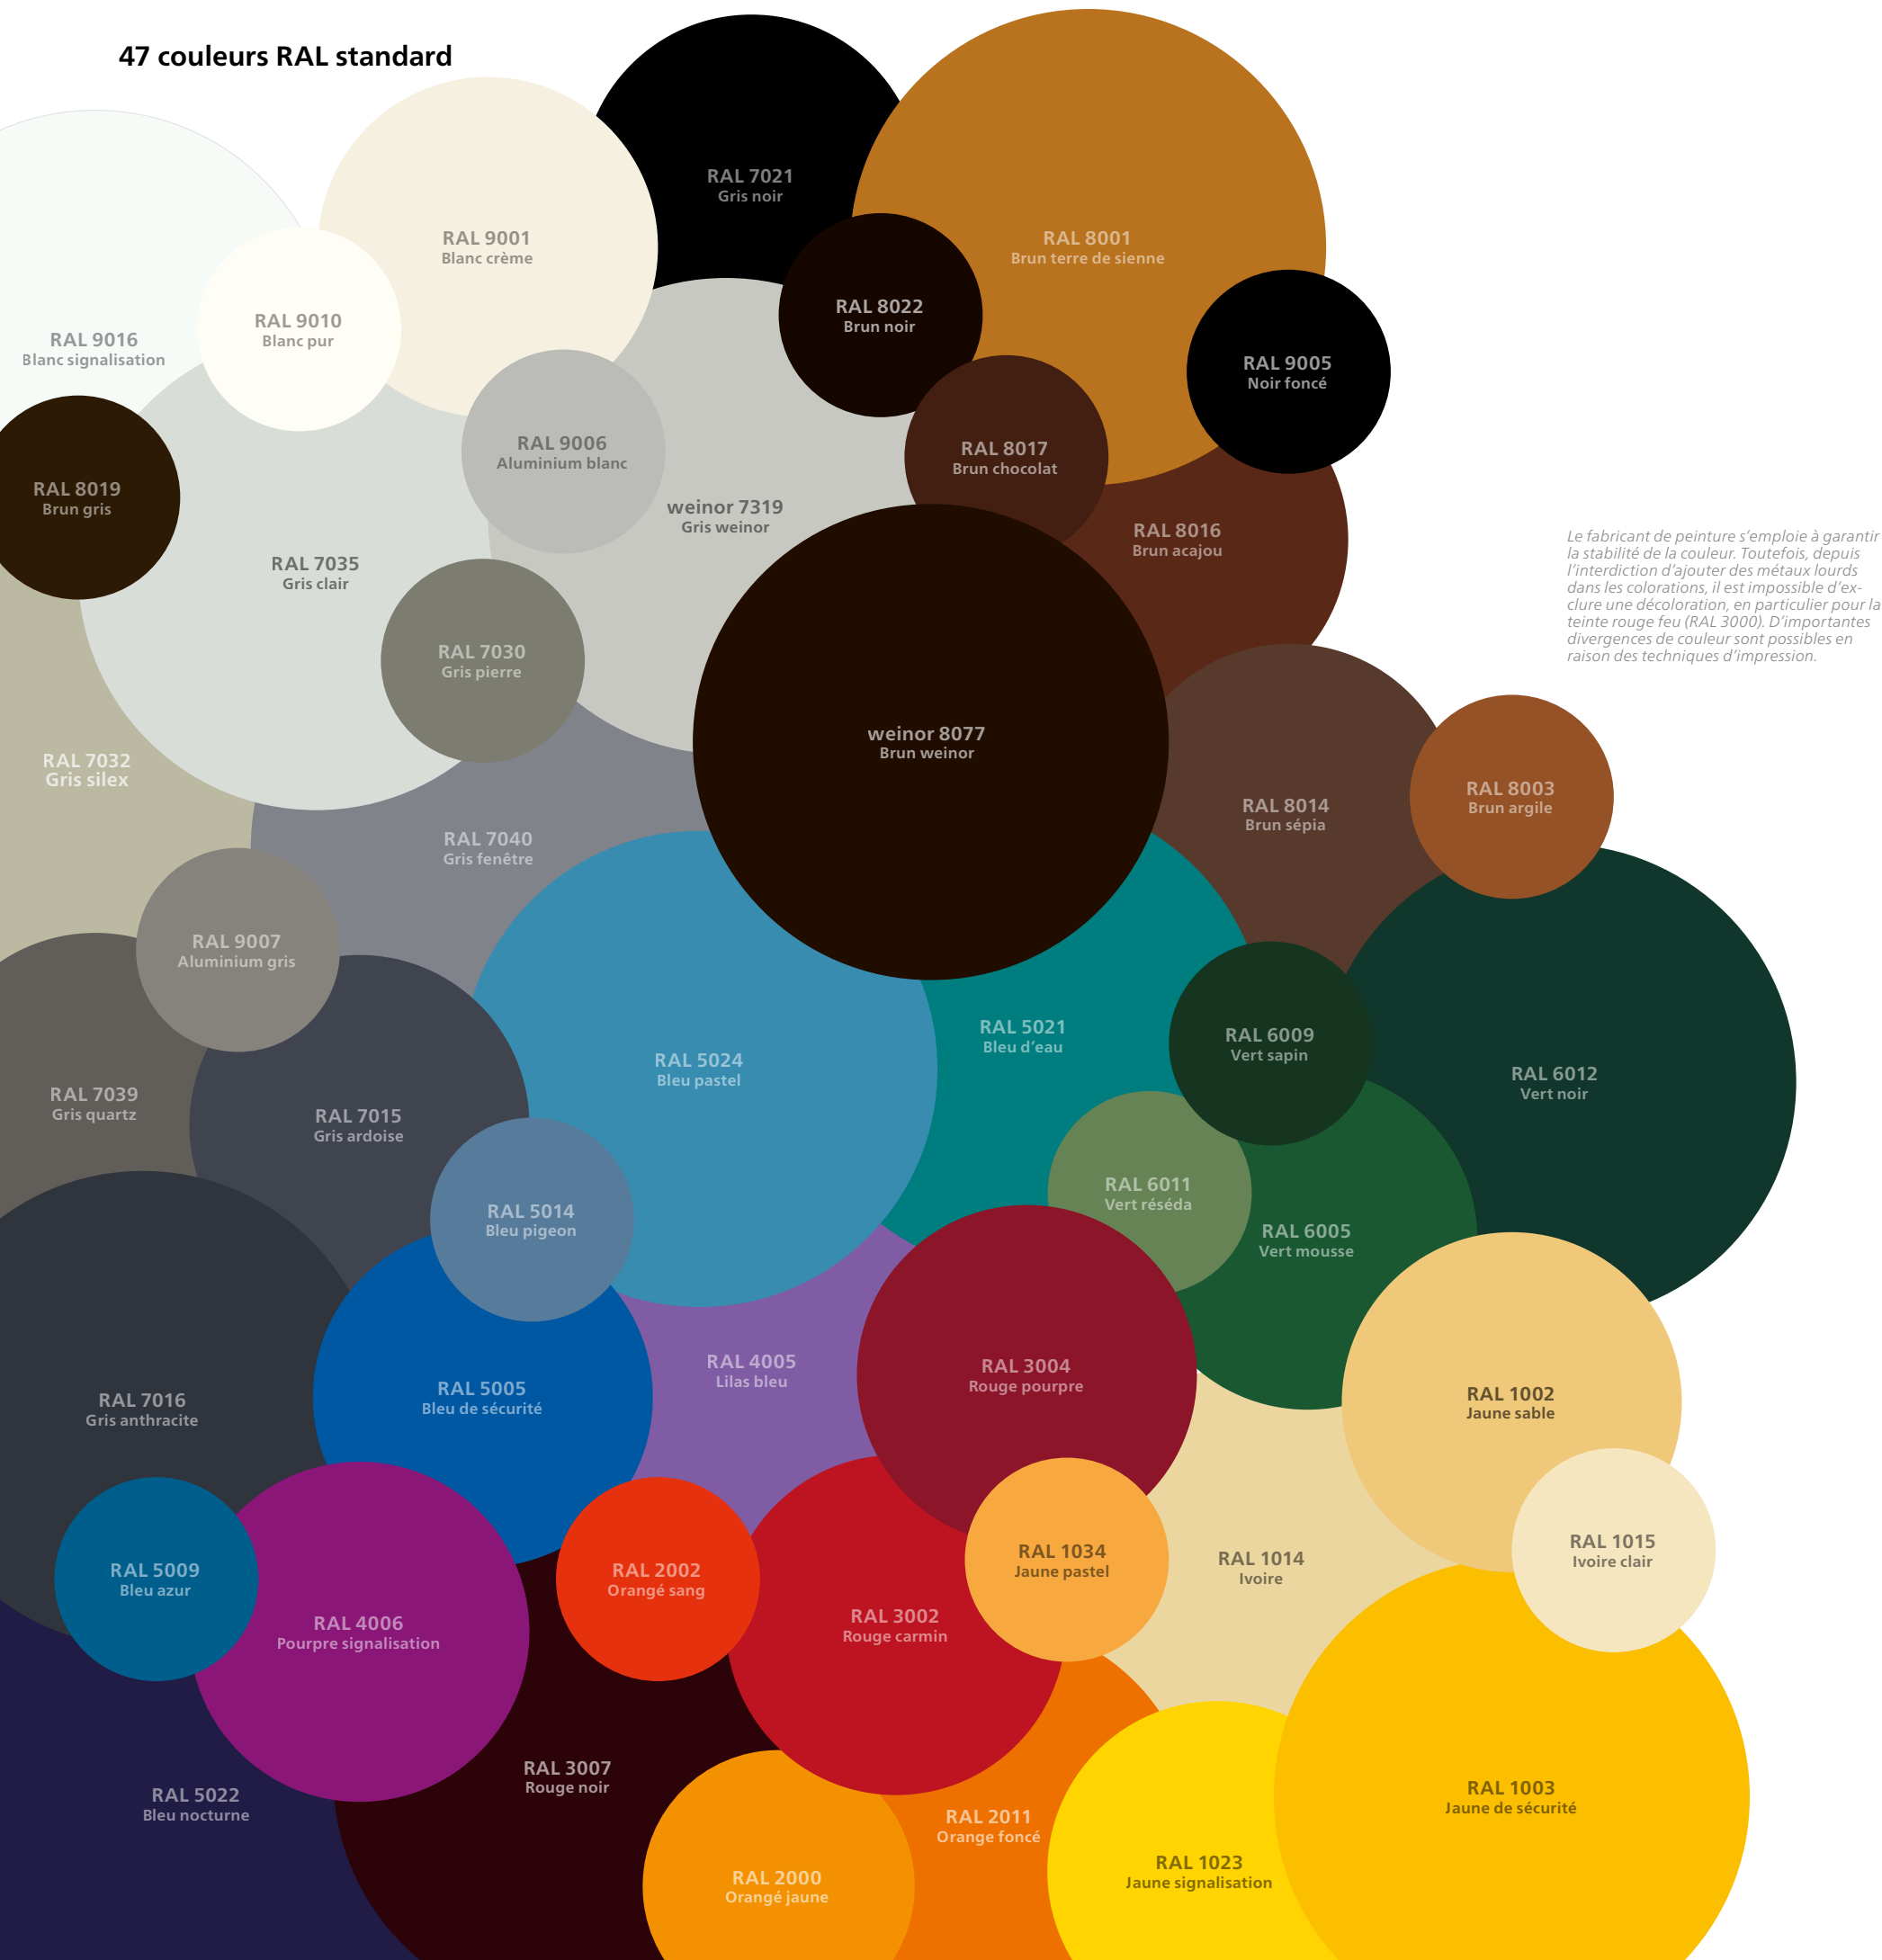 47 couleurs RAL standard
RAL 7021
Gris noir
RAL 9001
Blanc crème
RAL 8001
Brun terre de sienne
RAL 9010
Blanc pur
RAL 8022
Brun noir
RAL 9016
Blanc signalisation
RAL 9005
Noir foncé
RAL 9006
Aluminium blanc
RAL 8017
Brun chocolat
RAL 8019
Brun gris
weinor 7319
Gris weinor
RAL 8016
Brun acajou
Le fabricant de peinture s’emploie à garantir
la stabilité de la couleur. Toutefois, depuis
l’interdiction d’ajouter des métaux lourds
dans les colorations, il est impossible d’ex-
clure une décoloration, en particulier pour la
teinte rouge feu (RAL 3000). D’importantes
divergences de couleur sont possibles en
raison des techniques d’impression.
RAL 7035
Gris clair
RAL 7030
Gris pierre
weinor 8077
Brun weinor
RAL 7032
Gris silex
RAL 8003
Brun argile
RAL 8014
Brun sépia
RAL 7040
Gris fenêtre
RAL 9007
Aluminium gris
RAL 5021
Bleu d’eau
RAL 6009
Vert sapin
RAL 5024
Bleu pastel
RAL 6012
Vert noir
RAL 7039
Gris quartz
RAL 7015
Gris ardoise
RAL 6011
Vert réséda
RAL 5014
Bleu pigeon
RAL 6005
Vert mousse
RAL 4005
Lilas bleu
RAL 3004
Rouge pourpre
RAL 5005
Bleu de sécurité
RAL 1002
Jaune sable
RAL 7016
Gris anthracite
RAL 1015
Ivoire clair
RAL 1034
Jaune pastel
RAL 1014
Ivoire
RAL 5009
Bleu azur
RAL 2002
Orangé sang
RAL 3002
Rouge carmin
RAL 4006
Pourpre signalisation
RAL 3007
Rouge noir
RAL 1003
Jaune de sécurité
RAL 5022
Bleu nocturne
RAL 2011
Orange foncé
RAL 1023
Jaune signalisation
RAL 2000
Orangé jaune